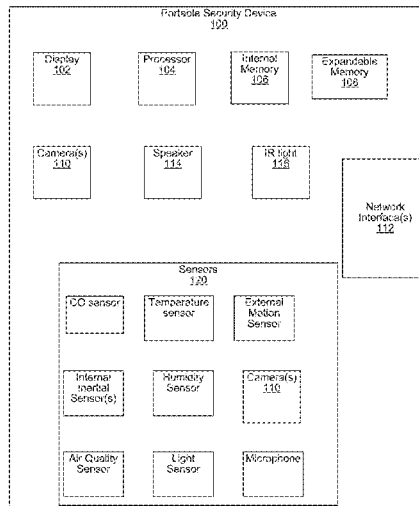 Portable Security Device
100
Display
102
Processor
104
Internal
Memory
106
Expandable
Memory
108
Camera(s)
110
Speaker
114
IR light
118
Network
Interface(s)
112
Sensors
120
CO sensor
Temperature
sensor
External
Motion
Sensor
Internal
Inertial
Sensor(s)
Humidity
Sensor
Camera(s)
110
Air Quality
Sensor
Light
Sensor
Microphone